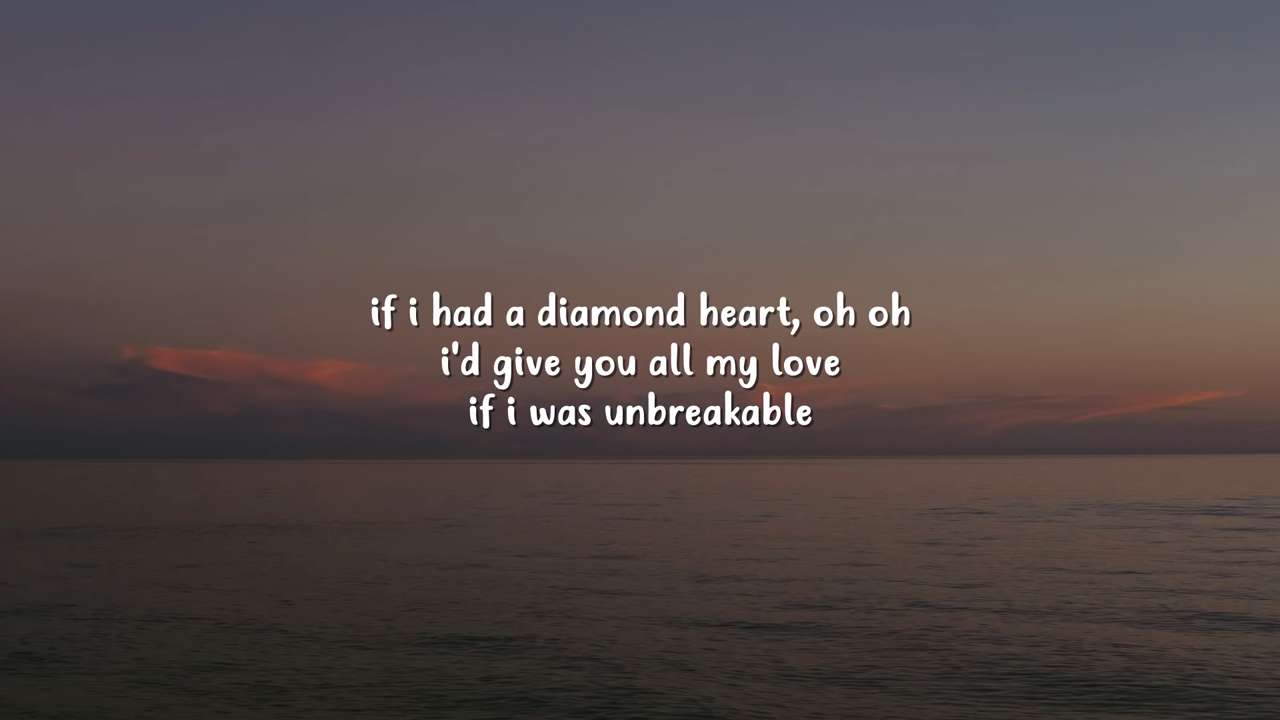 if i had a diamond heart, oh oh
i'd give you all my love
if i was unbreakable